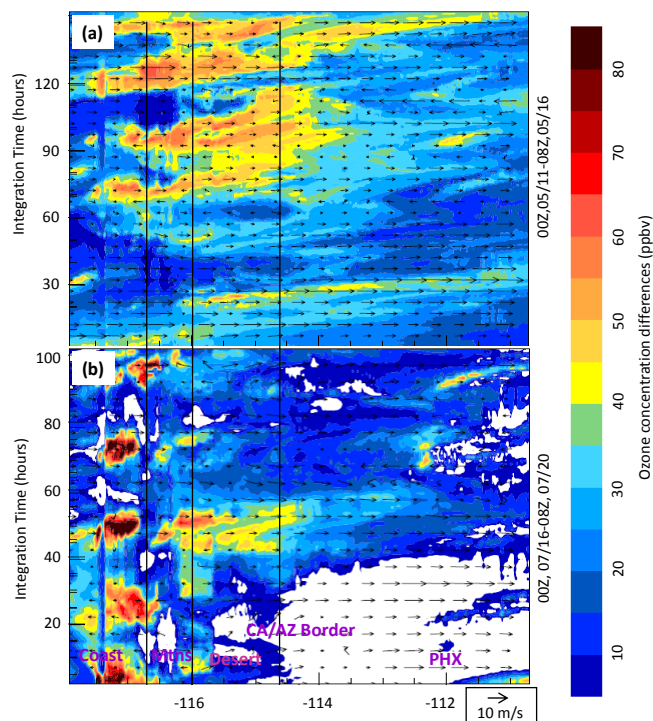 (a)
120
90
60
30
Integration Time (hours)
00Z,05/11-08Z,05/16
(b)
100
80
60
40
20
Integration Time (hours)
00Z, 07/16-08Z, 07/20
CA/AZ Border
Coast
Mtns
Desert
PHX
-116
-114
-112
10 m/s
80
70
60
50
40
30
20
10
Ozone concentration differences (ppbv)